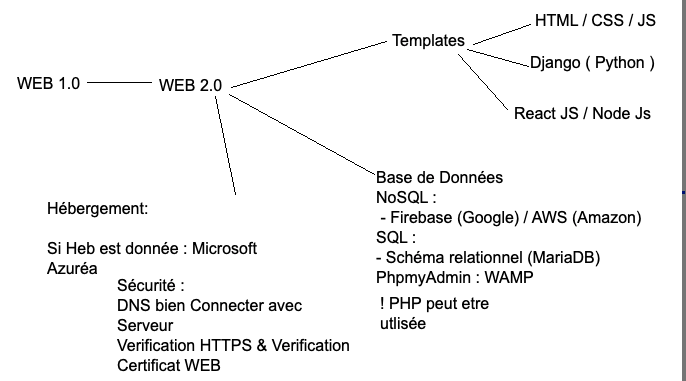 WEB 1.0
WEB 2.0
Templates
HTML / CSS / JS
Django ( Python )
React JS / Node Js
Base de Données
NoSQL :
- Firebase (Google) / AWS (Amazon)
SQL :
- Schéma relationnel (MariaDB)
PhpmyAdmin : WAMP
! PHP peut etre
utlisée
Hébergement:
Si Heb est donnée : Microsoft
Azuréa
Sécurité :
DNS bien Connecter avec
Serveur
Verification HTTPS & Verification
Certificat WEB